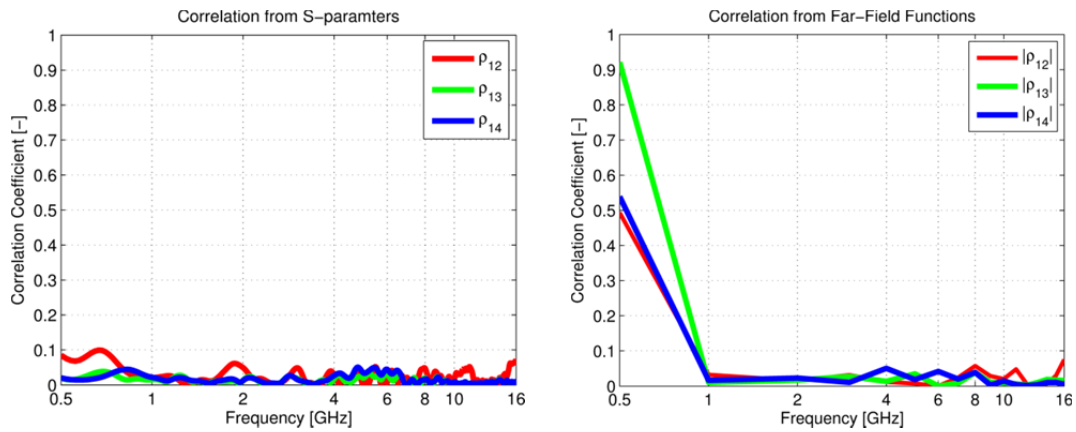 Correlation from S-paramters
Correlation Coefficient [-]
1
0.9
0.8
0.7
0.6
0.5
0.4
0.3
0.2
0.1
0
ρ12
ρ13
ρ14
0.5 1 2 4 6 8 10 16
Frequency [GHz]
Correlation from Far-Field Functions
Correlation Coefficient [-]
1
0.9
0.8
0.7
0.6
0.5
0.4
0.3
0.2
0.1
0
|ρ12|
|ρ13|
|ρ14|
0.5 1 2 4 6 8 10 16
Frequency [GHz]